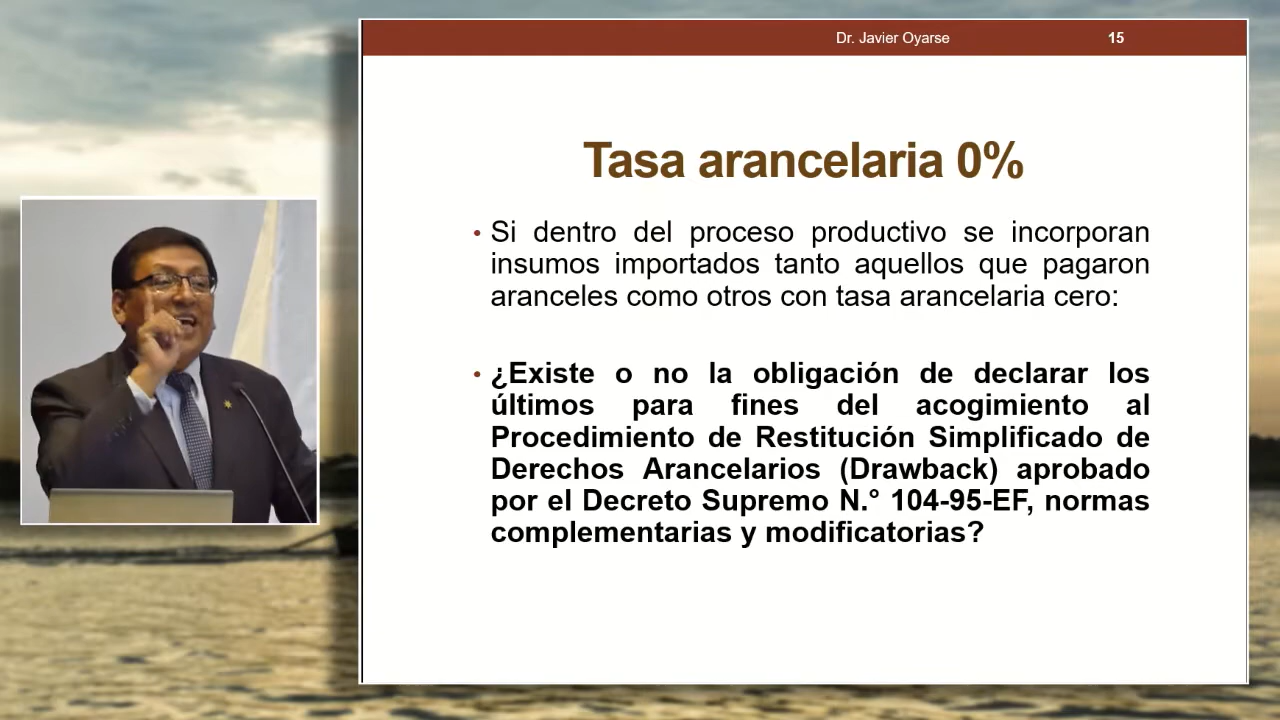 Dr. Javier Oyarse 15
Tasa arancelaria 0%
• Si dentro del proceso productivo se incorporan
insumos importados tanto aquellos que pagaron
aranceles como otros con tasa arancelaria cero:
• ¿Existe o no la obligación de declarar los
últimos para fines del acogimiento al
Procedimiento de Restitución Simplificado de
Derechos Arancelarios (Drawback) aprobado
por el Decreto Supremo N.° 104-95-EF, normas
complementarias y modificatorias?